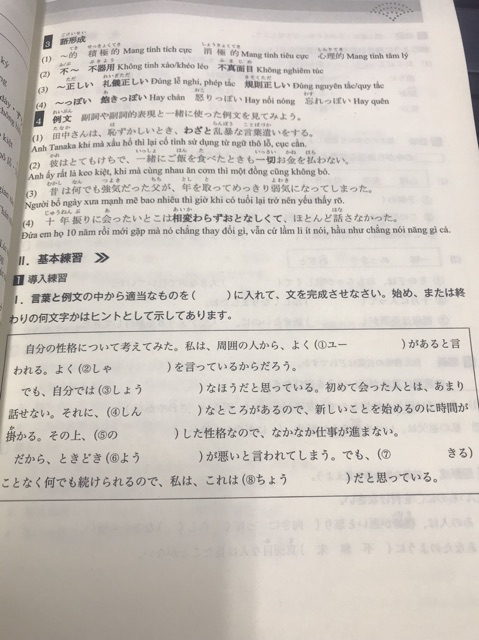 3 語形成
(1) ～的 積極的 Mang tính tích cực 消極的 Mang tính tiêu cực 心理的 Mang tính tâm lý
(2) 不～ 不器用 Không tinh xảo/khéo léo 不真面目 Không nghiêm túc
(3) ～正しい 礼儀正しい Đúng lễ nghi, phép tắc 規則正しい Đúng nguyên tắc/quy tắc
(4) ～っぽい 飽きっぽい Hay chán 怒りっぽい Hay nổi nóng 忘れっぽい Hay quên
4 例文 副詞や副詞的表現と一緒に使った例文を見てみよう。
(1) 田中さんは、恥ずかしいとき、わざと乱暴な言葉遣いをする。
Anh Tanaka khi mà xấu hổ thì lại cố tình sử dụng từ ngữ thô lỗ, cục cằn.
(2) 彼はとてもけちで、一緒にご飯を食べたときも一切お金を払わない。
Anh ấy rất là keo kiệt, khi mà cùng nhau ăn cơm thì một đồng cũng không bỏ.
(3) 昔は何でも強気だった父が、年を取ってめっきり弱気になってしまった。
Người bố ngày xưa mạnh mẽ bao nhiêu thì giờ khi có tuổi lại trở nên yếu thấy rõ.
(4) 十年振りに会ったいとこは相変わらずおとなしくて、ほとんど話さなかった。
Đứa em họ 10 năm rồi mới gặp mà nó chẳng thay đổi gì, vẫn cứ lầm lì ít nói, hầu như chẳng nói năng gì cả.
II. 基本練習
1 導入練習
I. 言葉と例文の中から適当なものを( )に入れて、文を完成させなさい。始め、または終
わりの何文字かはヒントとして示してあります。
自分の性格について考えてみた。私は、周囲の人から、よく(①ユー )があると言
われる。よく(②しゃ )を言っているからだろう。
でも、自分では(③しょう )なほうだと思っている。初めて会った人とは、あまり
話せない。それに、(④しん )なところがあるので、新しいことを始めるのに時間が
掛かる。その上、(⑤の )した性格なので、なかなか仕事が進まない。
だから、ときどき(⑥よう )が悪いと言われてしまう。でも、(⑦ きる)
ことなく何でも続けられるので、私は、これは(⑧ちょう )だと思っている。